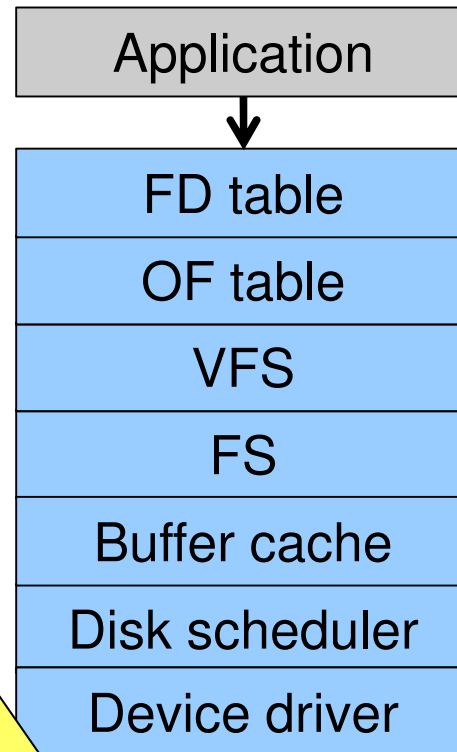 Application
FD table
OF table
VFS
FS
Buffer cache
Disk scheduler
Device driver